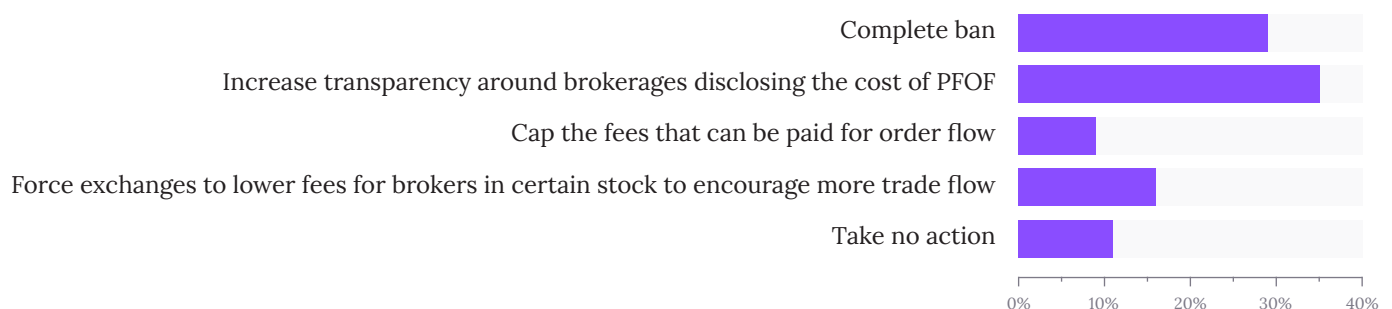 Complete ban
Increase transparency around brokerages disclosing the cost of PFOF
Cap the fees that can be paid for order flow
Force exchanges to lower fees for brokers in certain stock to encourage more trade flow
Take no action
0% 10% 20% 30% 40%